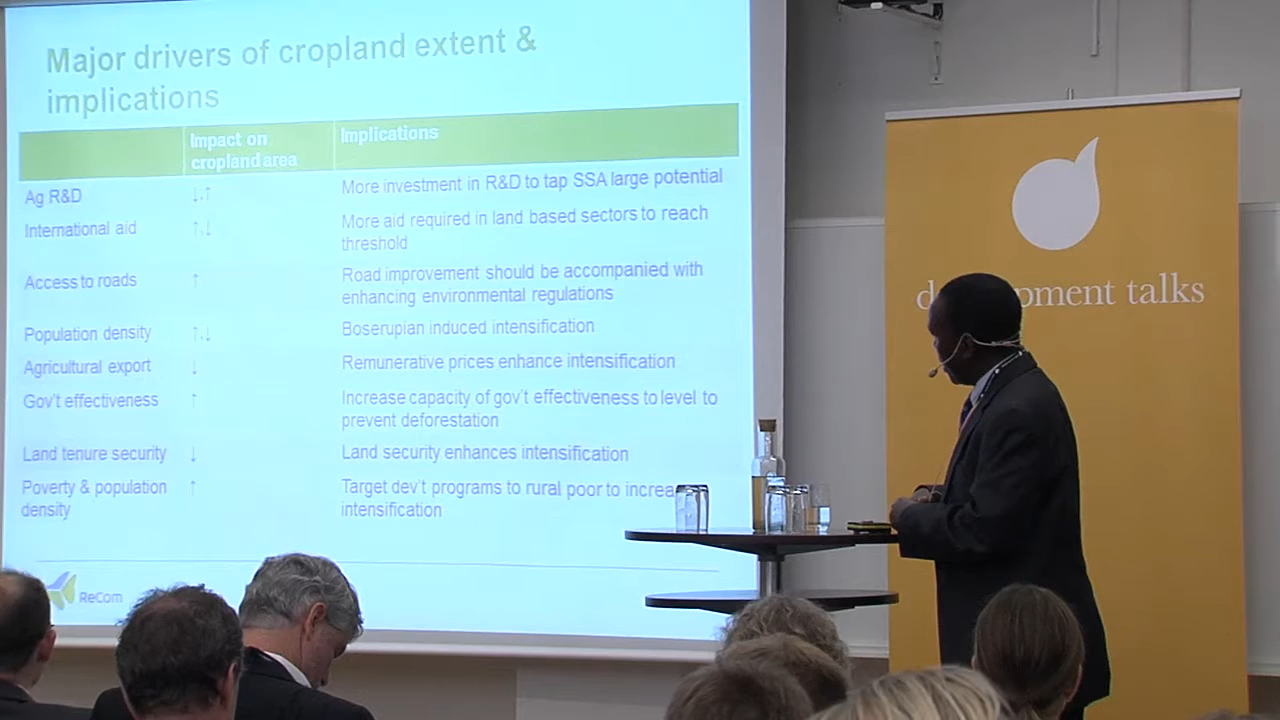 Major drivers of cropland extent &
implications
Impact on
cropland area
Implications
Ag R&D ↓,↑ More investment in R&D to tap SSA large potential
International aid ↑,↓ More aid required in land based sectors to reach
threshold
Access to roads ↑ Road improvement should be accompanied with
enhancing environmental regulations
Population density ↑,↓ Boserupian induced intensification
Agricultural export ↓ Remunerative prices enhance intensification
Gov't effectiveness ↑ Increase capacity of gov't effectiveness to level to
prevent deforestation
Land tenure security ↓ Land security enhances intensification
Poverty & population
density ↑ Target dev't programs to rural poor to increa
intensification
ReCom
d pment talks